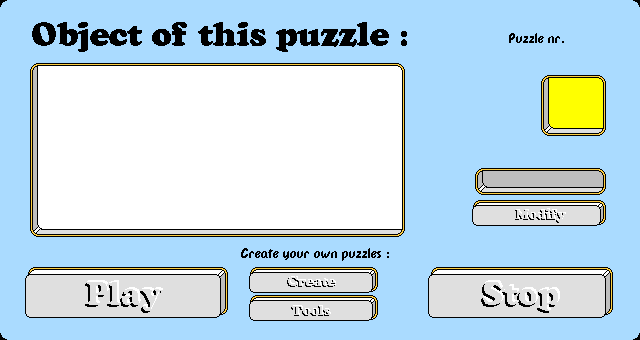 Object of this puzzle :
Puzzle nr.
Modify
Create your own puzzles :
Play
Create
Tools
Stop